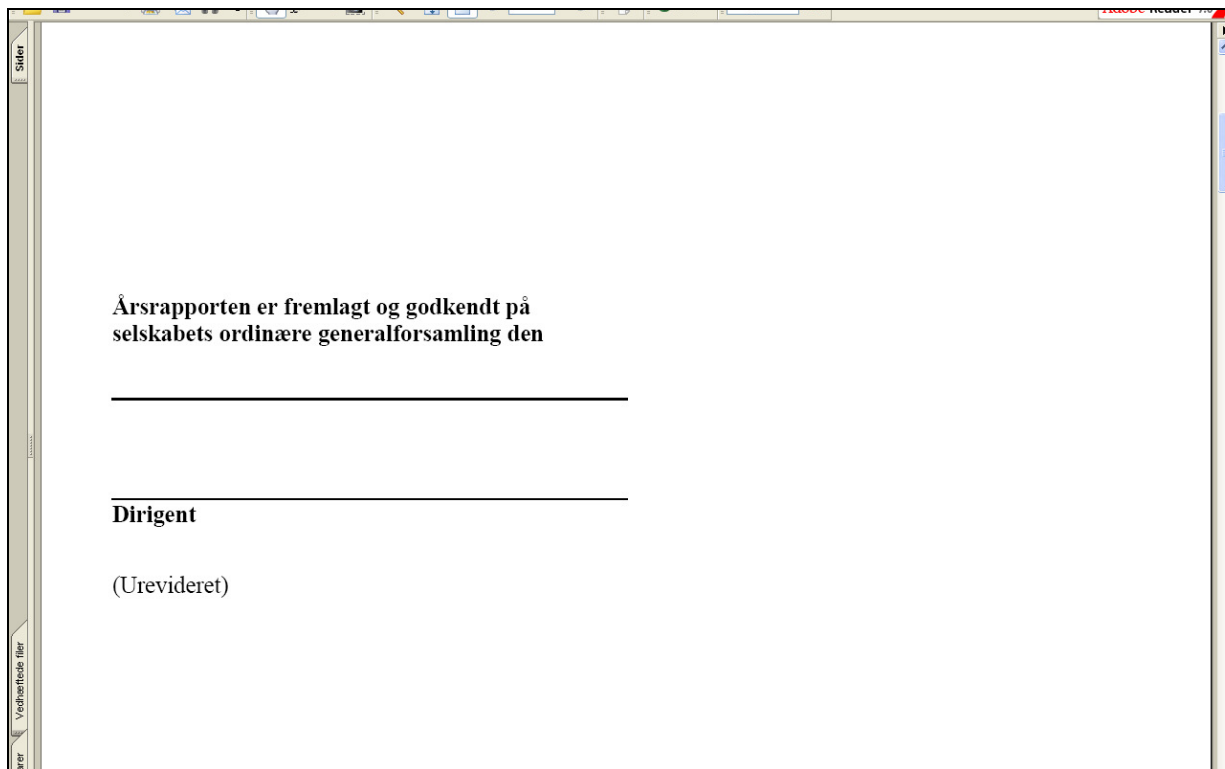 Sider
Årsrapporten er fremlagt og godkendt på
selskabets ordinære generalforsamling den
Dirigent
(Urevideret)
Vedhæftede filer